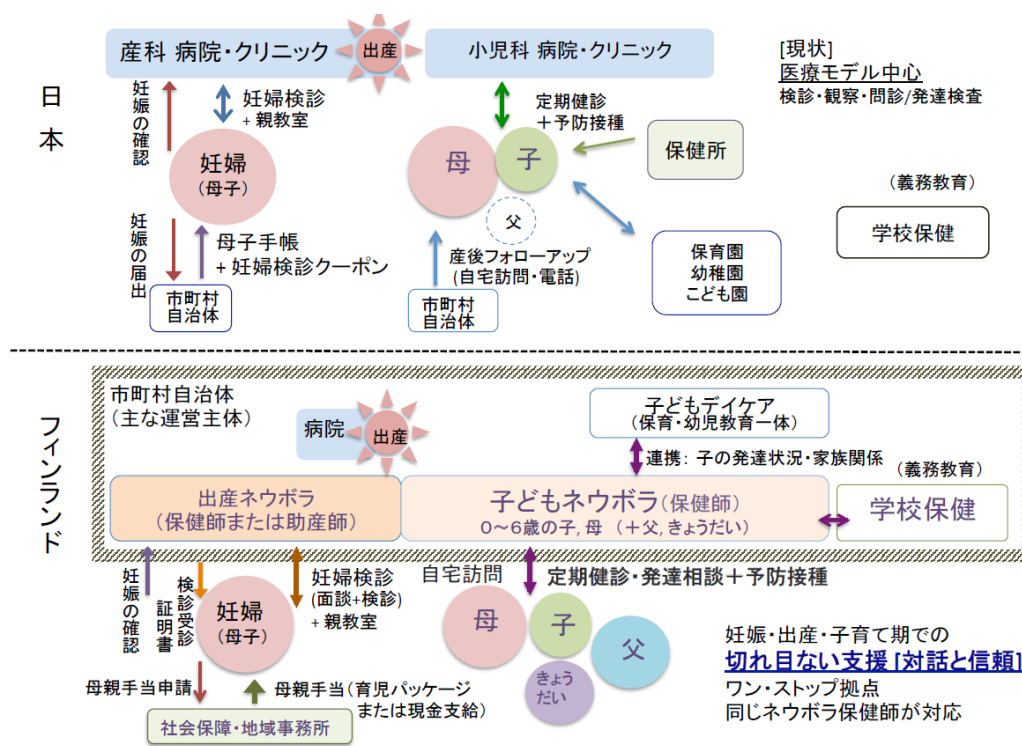 産科 病院・クリニック
出産
小児科 病院・クリニック
[現状]
医療モデル中心
検診・観察・問診/発達検査
日本
妊娠の確認
妊婦検診
+ 親教室
定期健診
＋予防接種
妊婦
(母子)
母
子
父
保健所
(義務教育)
学校保健
妊娠の届出
母子手帳
+ 妊婦検診クーポン
産後フォローアップ
(自宅訪問・電話)
保育園
幼稚園
こども園
市町村
自治体
市町村
自治体
フィンランド
市町村自治体
(主な運営主体)
病院
出産
子どもデイケア
(保育・幼児教育一体)
連携: 子の発達状況・家族関係
(義務教育)
出産ネウボラ
(保健師または助産師)
子どもネウボラ(保健師)
0～6歳の子, 母 (＋父, きょうだい)
学校保健
妊娠の確認
検診受診
証明書
妊婦
(母子)
妊婦検診
(面談+検診)
+ 親教室
自宅訪問
定期健診・発達相談＋予防接種
母
子
父
きょう
だい
母親手当申請
母親手当(育児パッケージ
または現金支給)
社会保障・地域事務所
妊娠・出産・子育て期での
切れ目ない支援 [対話と信頼]
ワン・ストップ拠点
同じネウボラ保健師が対応